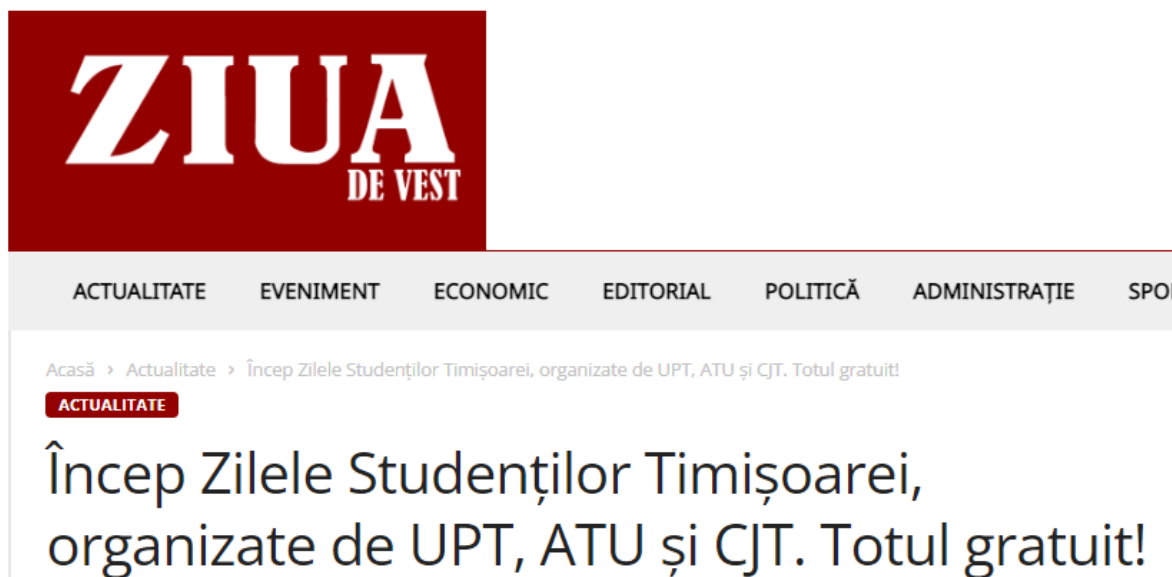 ZIUA
DE VEST
ACTUALITATE EVENIMENT ECONOMIC EDITORIAL POLITICĂ ADMINISTRAȚIE SPO
Acasă › Actualitate › Încep Zilele Studenților Timișoarei, organizate de UPT, ATU și CJT. Totul gratuit!
ACTUALITATE
Încep Zilele Studenților Timișoarei,
organizate de UPT, ATU și CJT. Totul gratuit!